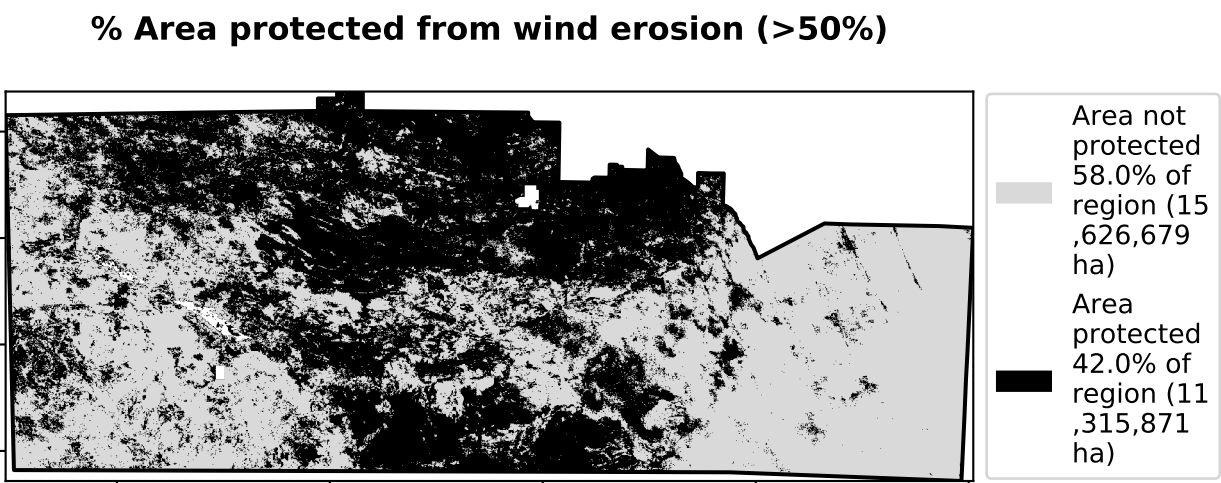 % Area protected from wind erosion (>50%)
Area not
protected
58.0% of
region (15
,626,679
ha)
Area
protected
42.0% of
region (11
,315,871
ha)